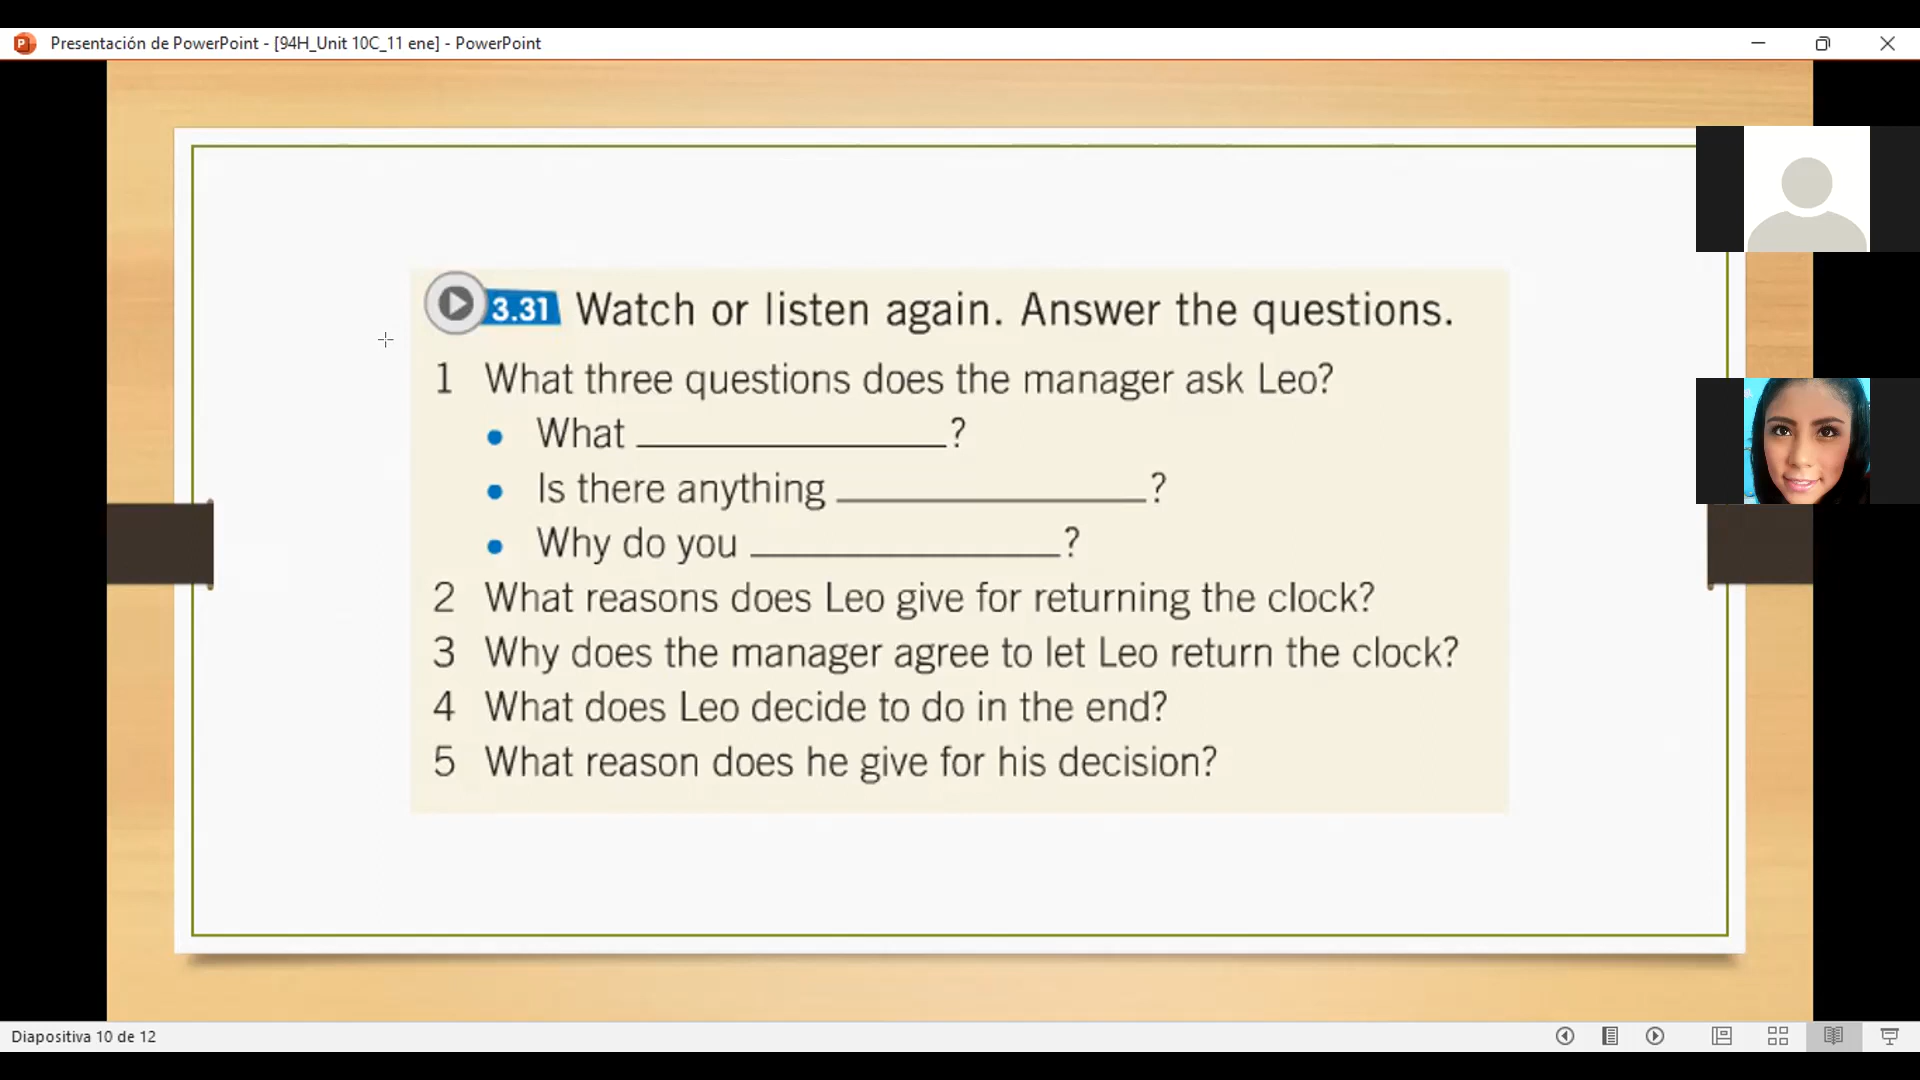 Presentación de PowerPoint - [94H_Unit 10C_11 ene] - PowerPoint
3.31 Watch or listen again. Answer the questions.
1 What three questions does the manager ask Leo?
• What ______________?
• Is there anything ______________?
• Why do you ______________?
2 What reasons does Leo give for returning the clock?
3 Why does the manager agree to let Leo return the clock?
4 What does Leo decide to do in the end?
5 What reason does he give for his decision?
Diapositiva 10 de 12